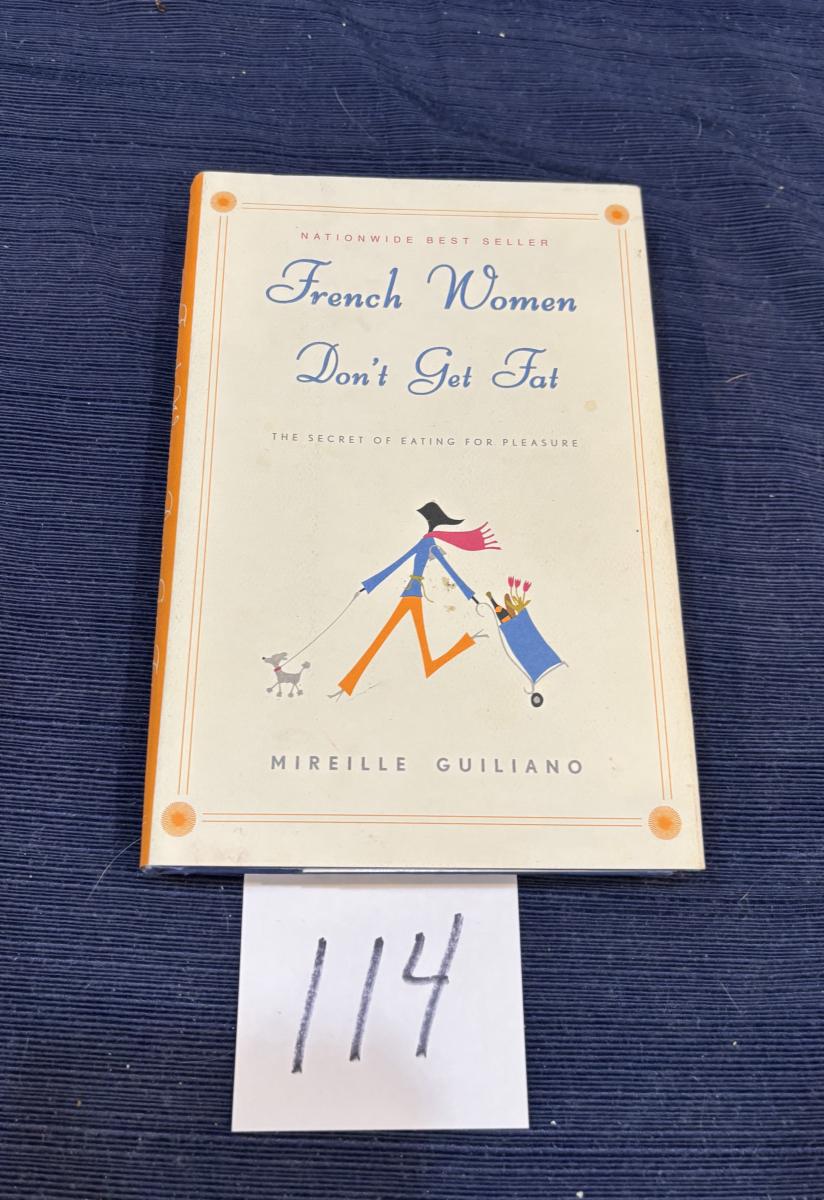 NATIONWIDE BEST SELLER
French Women
Don't Get Fat
THE SECRET OF EATING FOR PLEASURE
MIREILLE GUILIANO
114